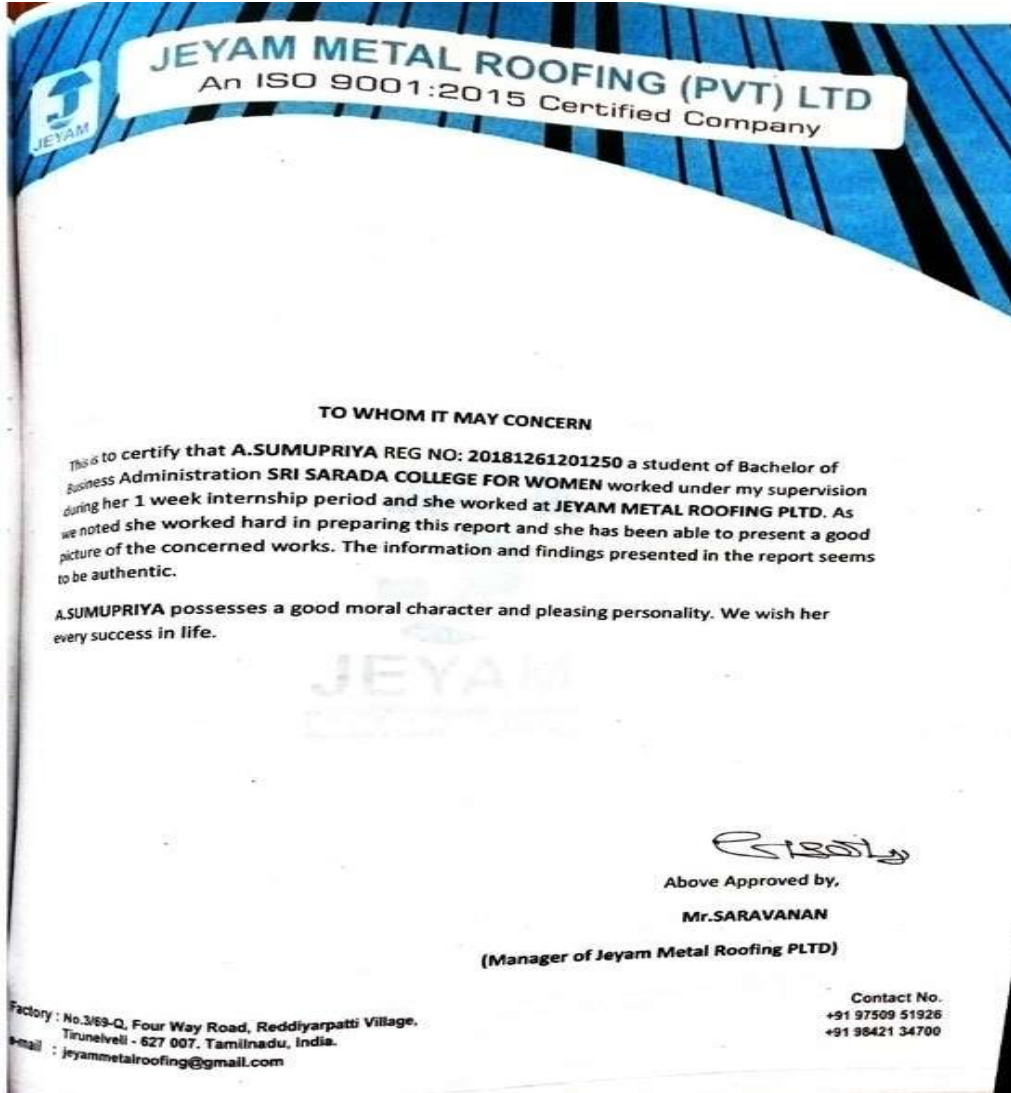 JEYAM METAL ROOFING (PVT) LTD
An ISO 9001:2015 Certified Company
JEYAM
TO WHOM IT MAY CONCERN
This is to certify that A.SUMUPRIYA REG NO: 20181261201250 a student of Bachelor of
Business Administration SRI SARADA COLLEGE FOR WOMEN worked under my supervision
during her 1 week internship period and she worked at JEYAM METAL ROOFING PLTD. As
we noted she worked hard in preparing this report and she has been able to present a good
picture of the concerned works. The information and findings presented in the report seems
to be authentic.
A.SUMUPRIYA possesses a good moral character and pleasing personality. We wish her
every success in life.
JEYAM
Above Approved by,
Mr.SARAVANAN
(Manager of Jeyam Metal Roofing PLTD)
Contact No.
+91 97509 51926
+91 98421 34700
Factory : No.3/69-Q, Four Way Road, Reddiyarpatti Village,
Tirunelveli - 627 007. Tamilnadu, India.
e-mail : jeyammetalroofing@gmail.com